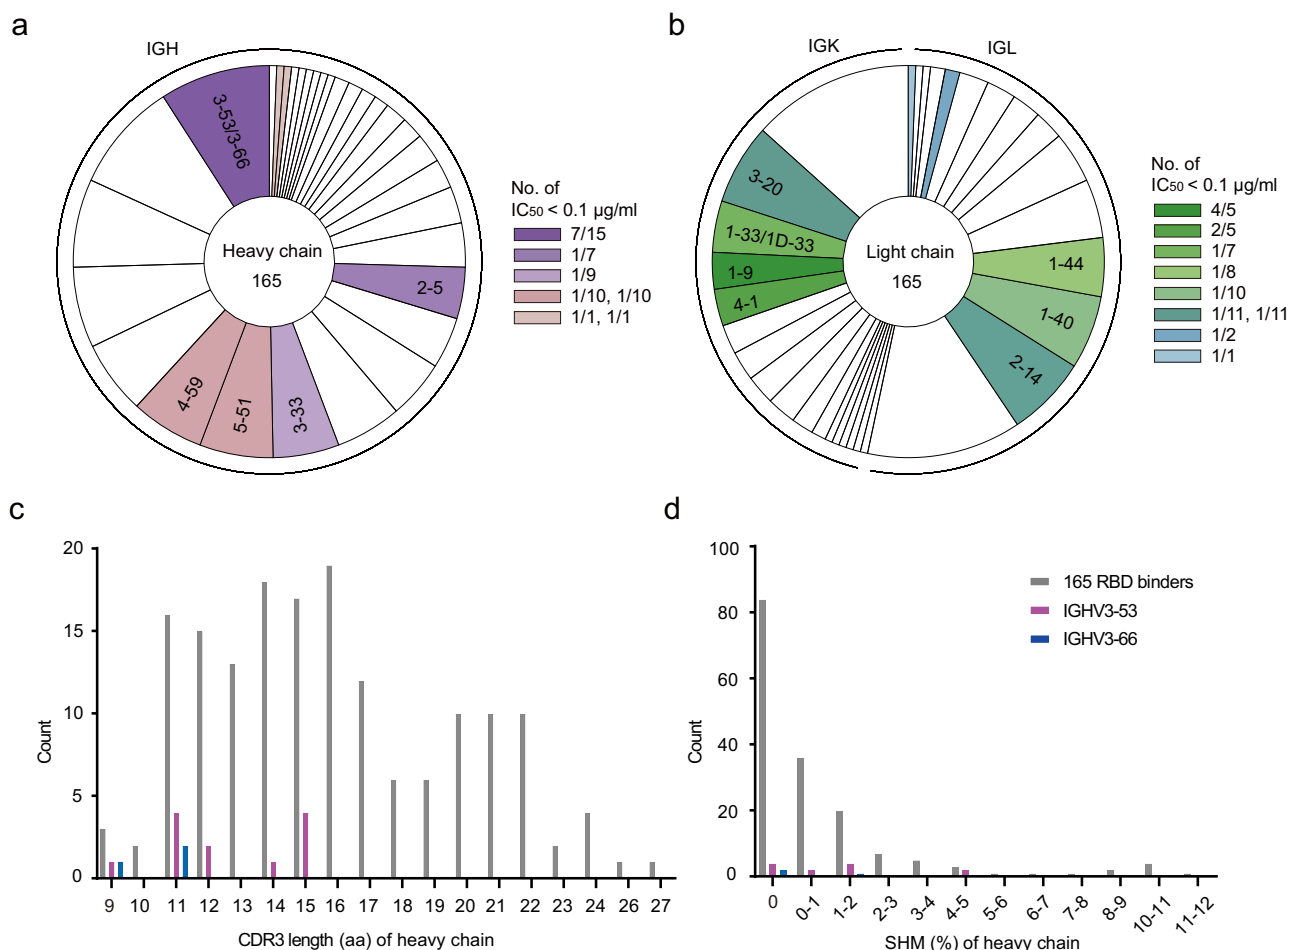 a
IGH
3-53/3-66
2-5
3-33
5-51
4-59
Heavy chain
165
No. of
IC50 < 0.1 µg/ml
7/15
1/7
1/9
1/10, 1/10
1/1, 1/1
b
IGK
IGL
3-20
1-33/1D-33
1-9
4-1
1-44
1-40
2-14
Light chain
165
No. of
IC50 < 0.1 µg/ml
4/5
2/5
1/7
1/8
1/10
1/11, 1/11
1/2
1/1
c
20
15
10
5
0
Count
9 10 11 12 13 14 15 16 17 18 19 20 21 22 23 24 26 27
CDR3 length (aa) of heavy chain
d
100
80
60
40
20
0
Count
165 RBD binders
IGHV3-53
IGHV3-66
0 0-1 1-2 2-3 3-4 4-5 5-6 6-7 7-8 8-9 10-11 11-12
SHM (%) of heavy chain